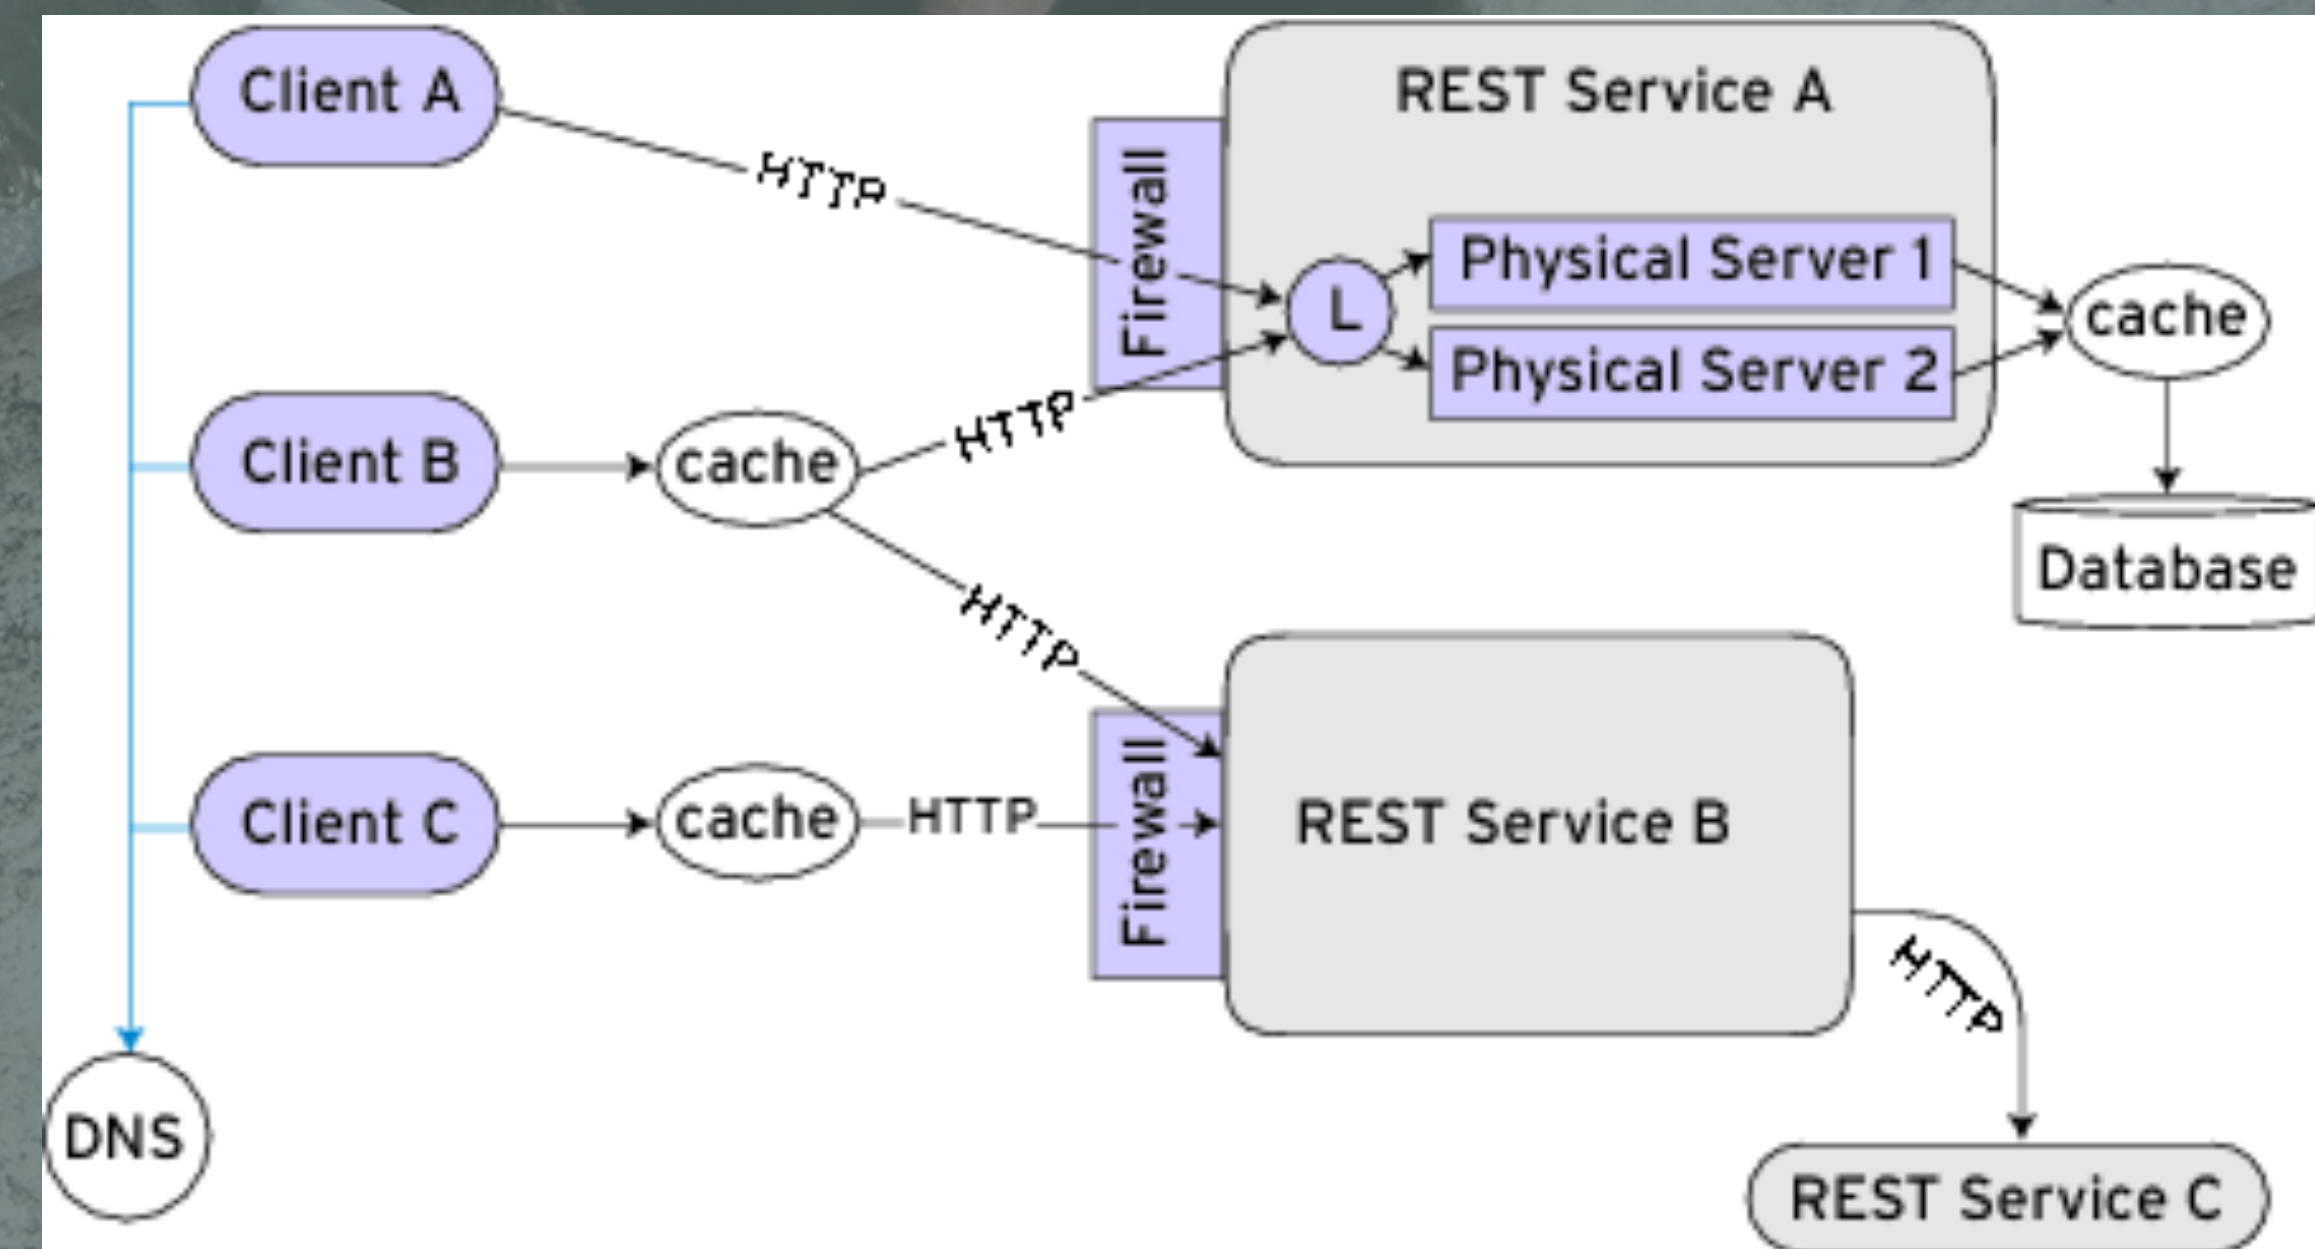 Client A
HTTP
Firewall
REST Service A
L
Physical Server 1
Physical Server 2
cache
Database
Client B
cache
HTTP
HTTP
Client C
cache
HTTP
Firewall
REST Service B
HTTP
DNS
REST Service C